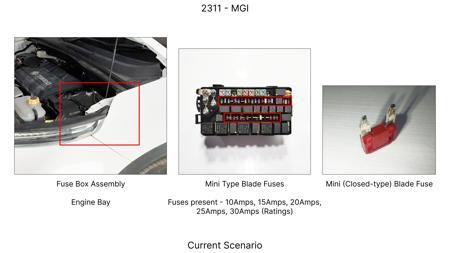 2311 - MGI
Fuse Box Assembly
Engine Bay
Mini Type Blade Fuses
Fuses present - 10Amps, 15Amps, 20Amps,
25Amps, 30Amps (Ratings)
Mini (Closed-type) Blade Fuse
Current Scenario